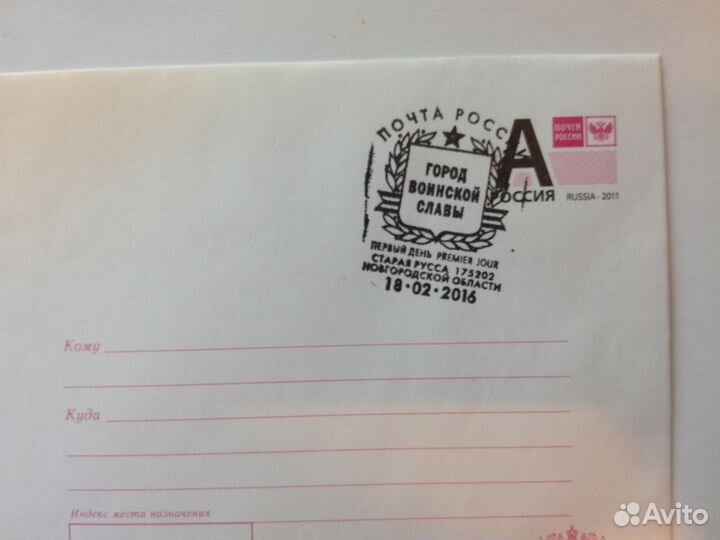 ПОЧТА РОССИ
ГОРОД
ВОИНСКОЙ
СЛАВЫ
ПЕРВЫЙ ДЕНЬ PREMIER JOUR
СТАРАЯ РУССА 175202
НОВГОРОДСКОЙ ОБЛАСТИ
18·02·2016
A
ПОЧТА
РОССИИ
РОССИЯ RUSSIA·2011
Кому
Куда
Индекс места назначения
Avito